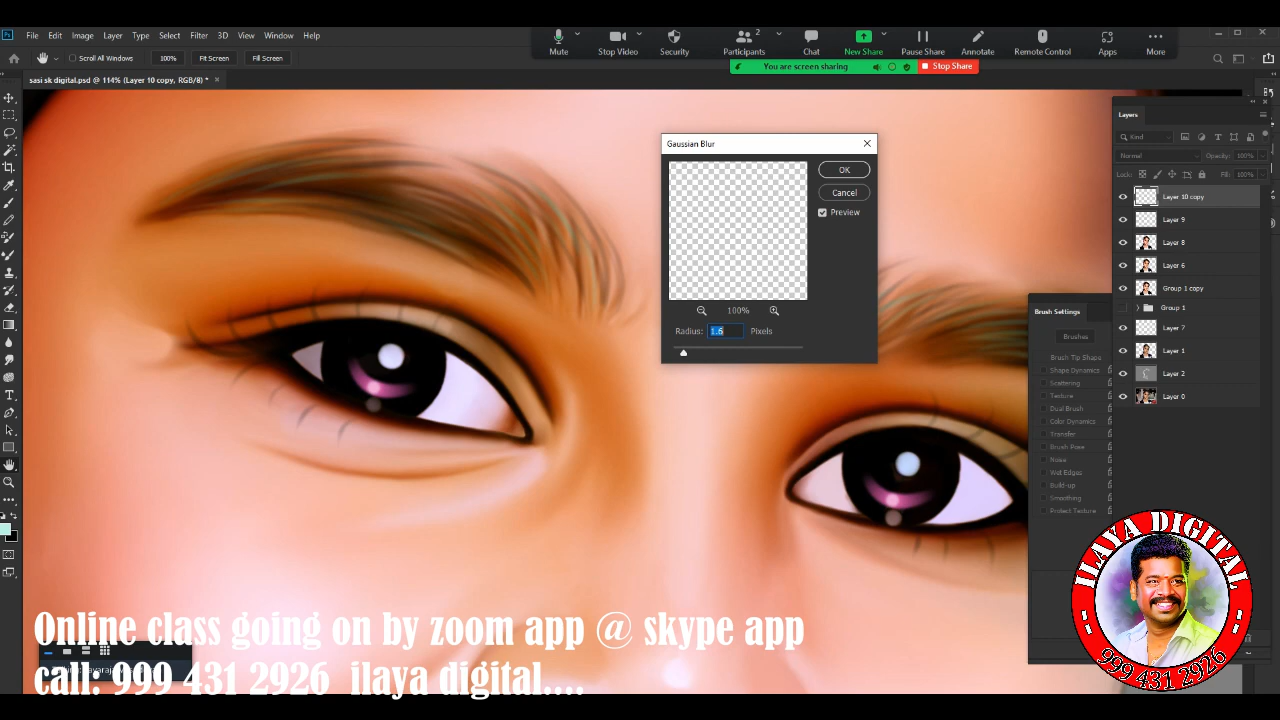 File Edit Image Layer Type Select Filter 3D View Window Help
Mute Stop Video Security Participants 2 Chat New Share Pause Share Annotate Remote Control Apps More
You are screen sharing Stop Share
Scroll All Windows 100% Fit Screen Fill Screen
sasi sk digital.psd @ 114% (Layer 10 copy, RGB/8) *
Gaussian Blur
OK
Cancel
Preview
100%
Radius: 1.6 Pixels
Layers
Kind
Normal Opacity: 100%
Lock: Fill: 100%
Layer 10 copy
Layer 9
Layer 8
Layer 6
Group 1 copy
Group 1
Layer 7
Layer 1
Layer 2
Layer 0
Brush Settings
Brushes
Brush Tip Shape
Shape Dynamics
Scattering
Texture
Dual Brush
Color Dynamics
Transfer
Brush Pose
Noise
Wet Edges
Build-up
Smoothing
Protect Texture
Online class going on by zoom app @ skype app
call: 999 431 2926 ilaya digital....
ILAYA DIGITAL
999 431 2926